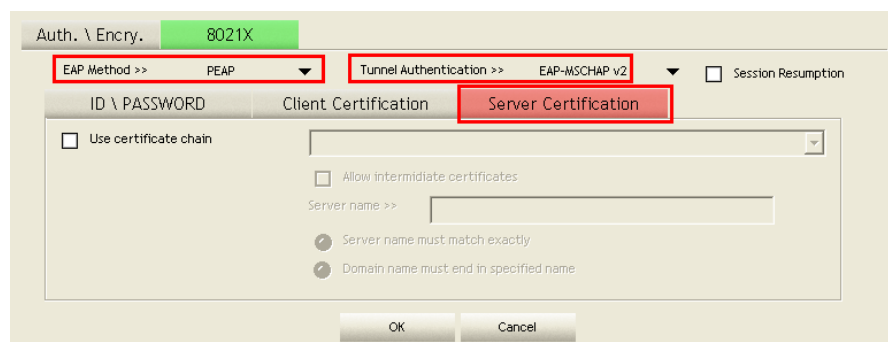 Auth. \ Encry. 8021X
EAP Method >> PEAP Tunnel Authentication >> EAP-MSCHAP v2 Session Resumption
ID \ PASSWORD Client Certification Server Certification
Use certificate chain
Allow intermidiate certificates
Server name >>
Server name must match exactly
Domain name must end in specified name
OK Cancel